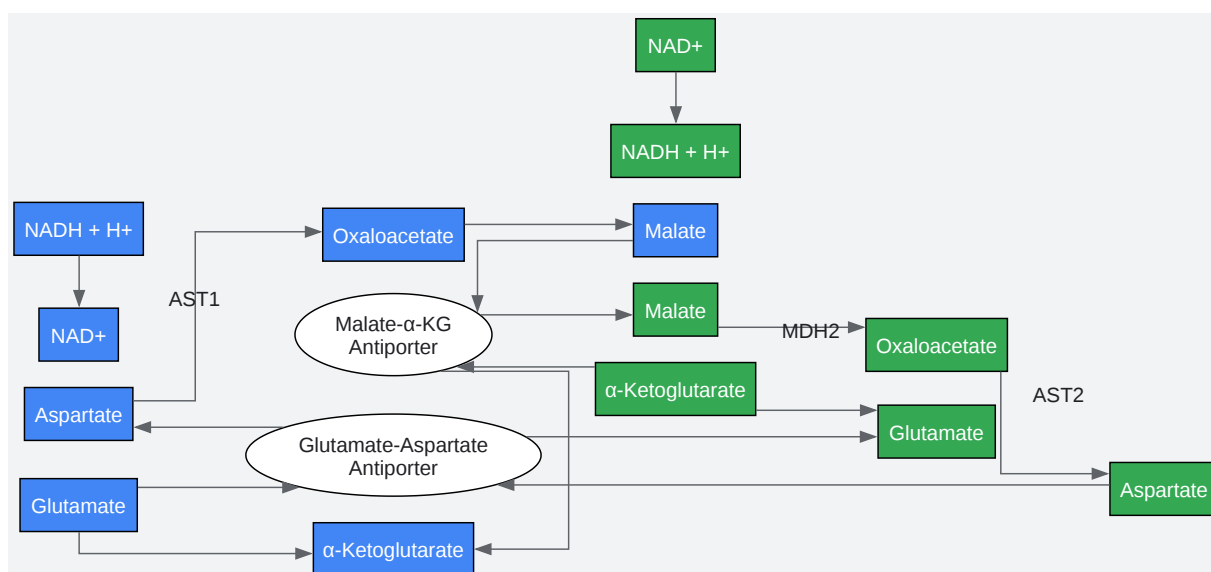 NAD+
NADH + H+
NADH + H+
Oxaloacetate
Malate
AST1
NAD+
Malate-α-KG
Antiporter
Malate
MDH2
Oxaloacetate
α-Ketoglutarate
AST2
Aspartate
Glutamate-Aspartate
Antiporter
Glutamate
Glutamate
Aspartate
α-Ketoglutarate